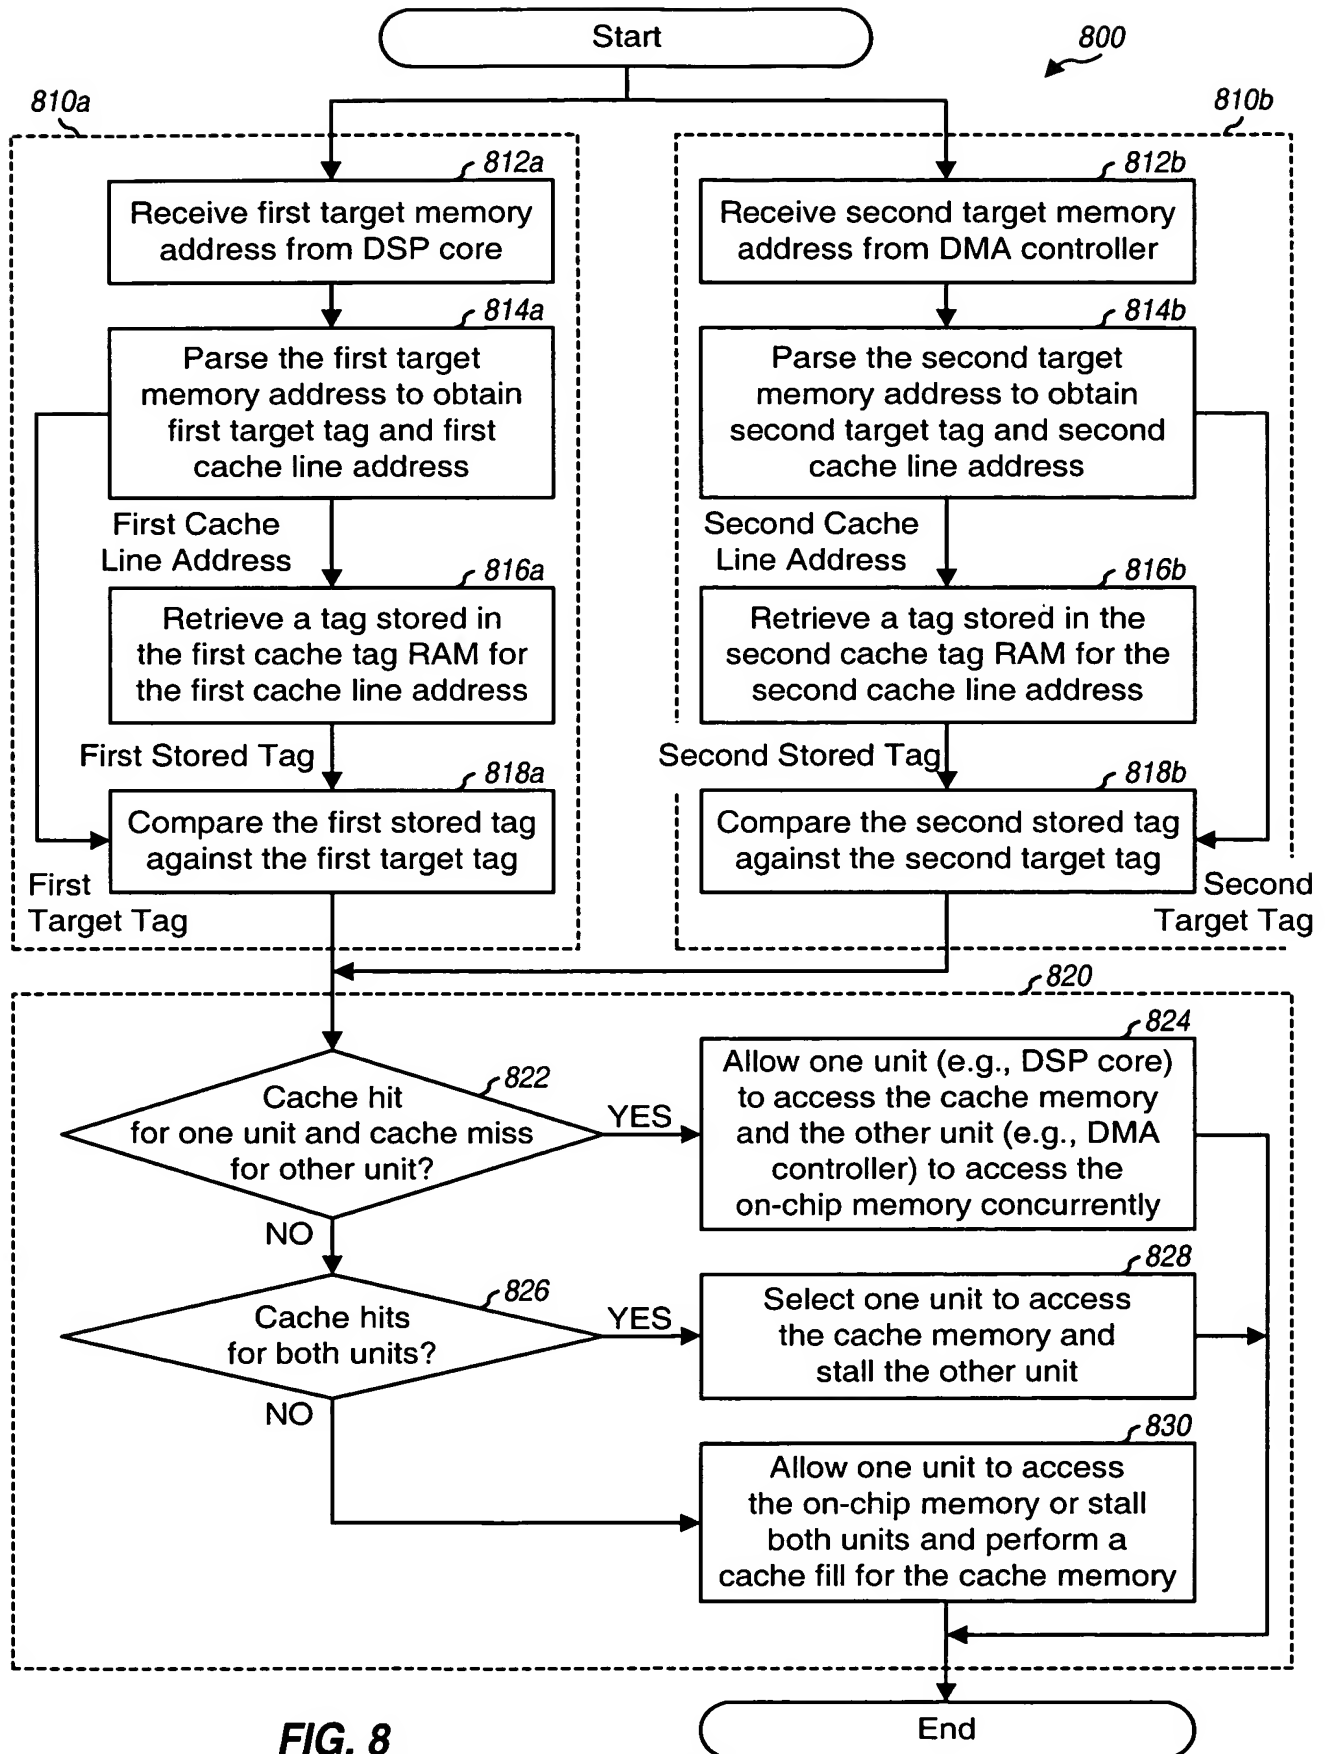 Start
800
810a
810b
812a
Receive first target memory
address from DSP core
812b
Receive second target memory
address from DMA controller
814a
Parse the first target
memory address to obtain
first target tag and first
cache line address
814b
Parse the second target
memory address to obtain
second target tag and second
cache line address
First Cache
Line Address
Second Cache
Line Address
816a
Retrieve a tag stored in
the first cache tag RAM for
the first cache line address
816b
Retrieve a tag stored in the
second cache tag RAM for the
second cache line address
First Stored Tag
Second Stored Tag
818a
Compare the first stored tag
against the first target tag
818b
Compare the second stored tag
against the second target tag
First
Target Tag
Second
Target Tag
820
822
Cache hit
for one unit and cache miss
for other unit?
YES
NO
824
Allow one unit (e.g., DSP core)
to access the cache memory
and the other unit (e.g., DMA
controller) to access the
on-chip memory concurrently
826
Cache hits
for both units?
YES
NO
828
Select one unit to access
the cache memory and
stall the other unit
830
Allow one unit to access
the on-chip memory or stall
both units and perform a
cache fill for the cache memory
End
FIG. 8